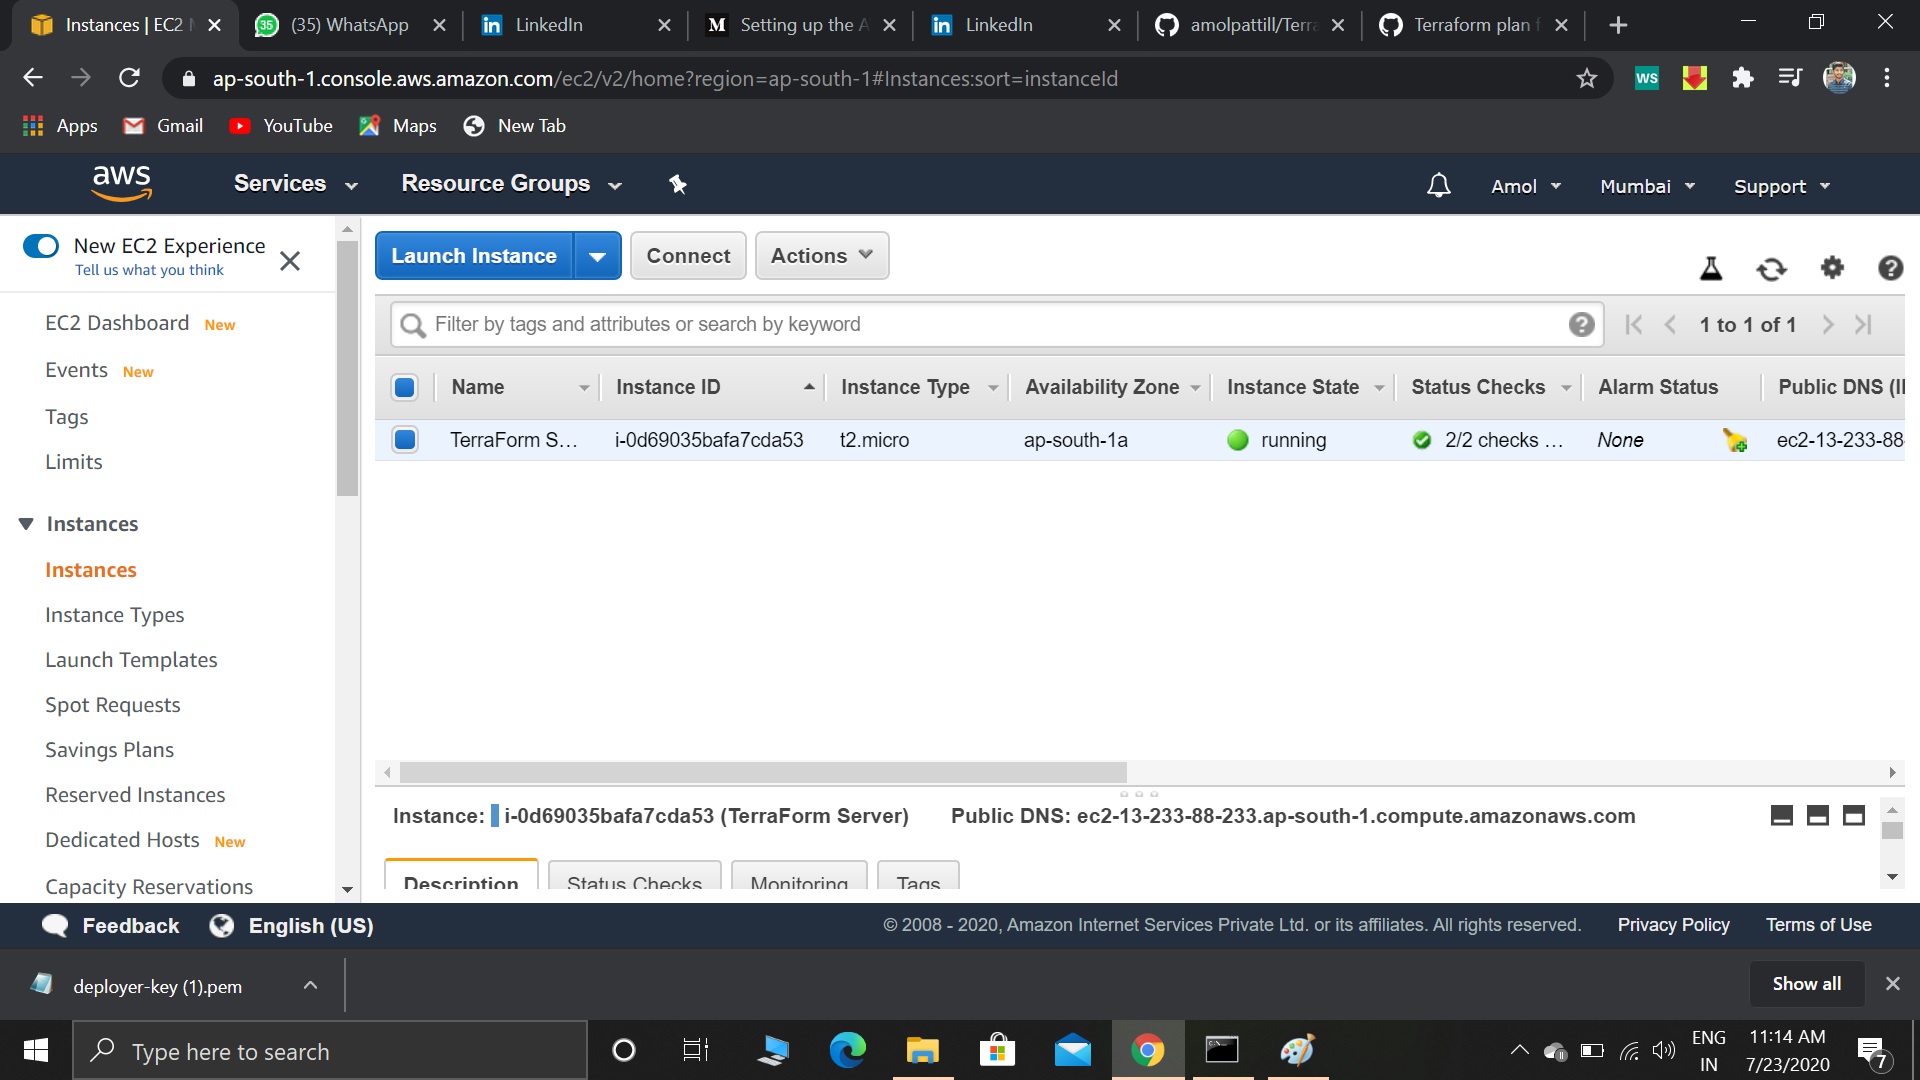 Instances | EC2 M
(35) WhatsApp
LinkedIn
Setting up the A
LinkedIn
amolpattill/Terra
Terraform plan f
ap-south-1.console.aws.amazon.com/ec2/v2/home?region=ap-south-1#Instances:sort=instanceId
WS
Apps
Gmail
YouTube
Maps
New Tab
aws
Services
Resource Groups
Amol
Mumbai
Support
New EC2 Experience
Tell us what you think
Launch Instance
Connect
Actions
EC2 Dashboard New
Events New
Tags
Limits
Instances
Instances
Instance Types
Launch Templates
Spot Requests
Savings Plans
Reserved Instances
Dedicated Hosts New
Capacity Reservations
Filter by tags and attributes or search by keyword
1 to 1 of 1
Name Instance ID Instance Type Availability Zone Instance State Status Checks Alarm Status Public DNS (I
TerraForm S... i-0d69035bafa7cda53 t2.micro ap-south-1a running 2/2 checks ... None ec2-13-233-88-
Instance: i-0d69035bafa7cda53 (TerraForm Server) Public DNS: ec2-13-233-88-233.ap-south-1.compute.amazonaws.com
Description Status Checks Monitoring Tags
Feedback English (US)
© 2008 - 2020, Amazon Internet Services Private Ltd. or its affiliates. All rights reserved. Privacy Policy Terms of Use
deployer-key (1).pem
Show all
Type here to search
ENG
IN
11:14 AM
7/23/2020
7